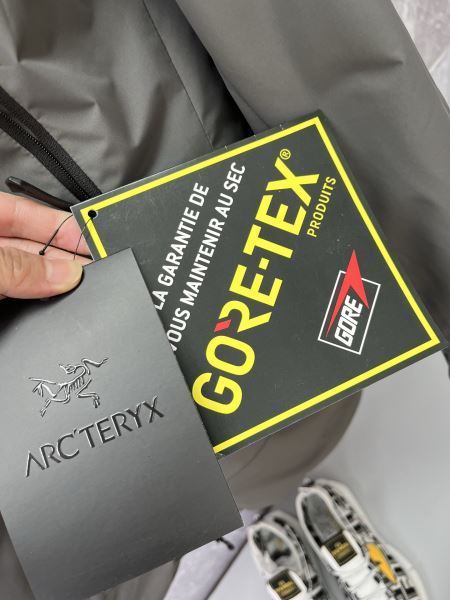 LA GARANTIE DE
VOUS MAINTENIR AU SEC
GORE-TEX®
PRODUITS
GORE
ARC'TERYX